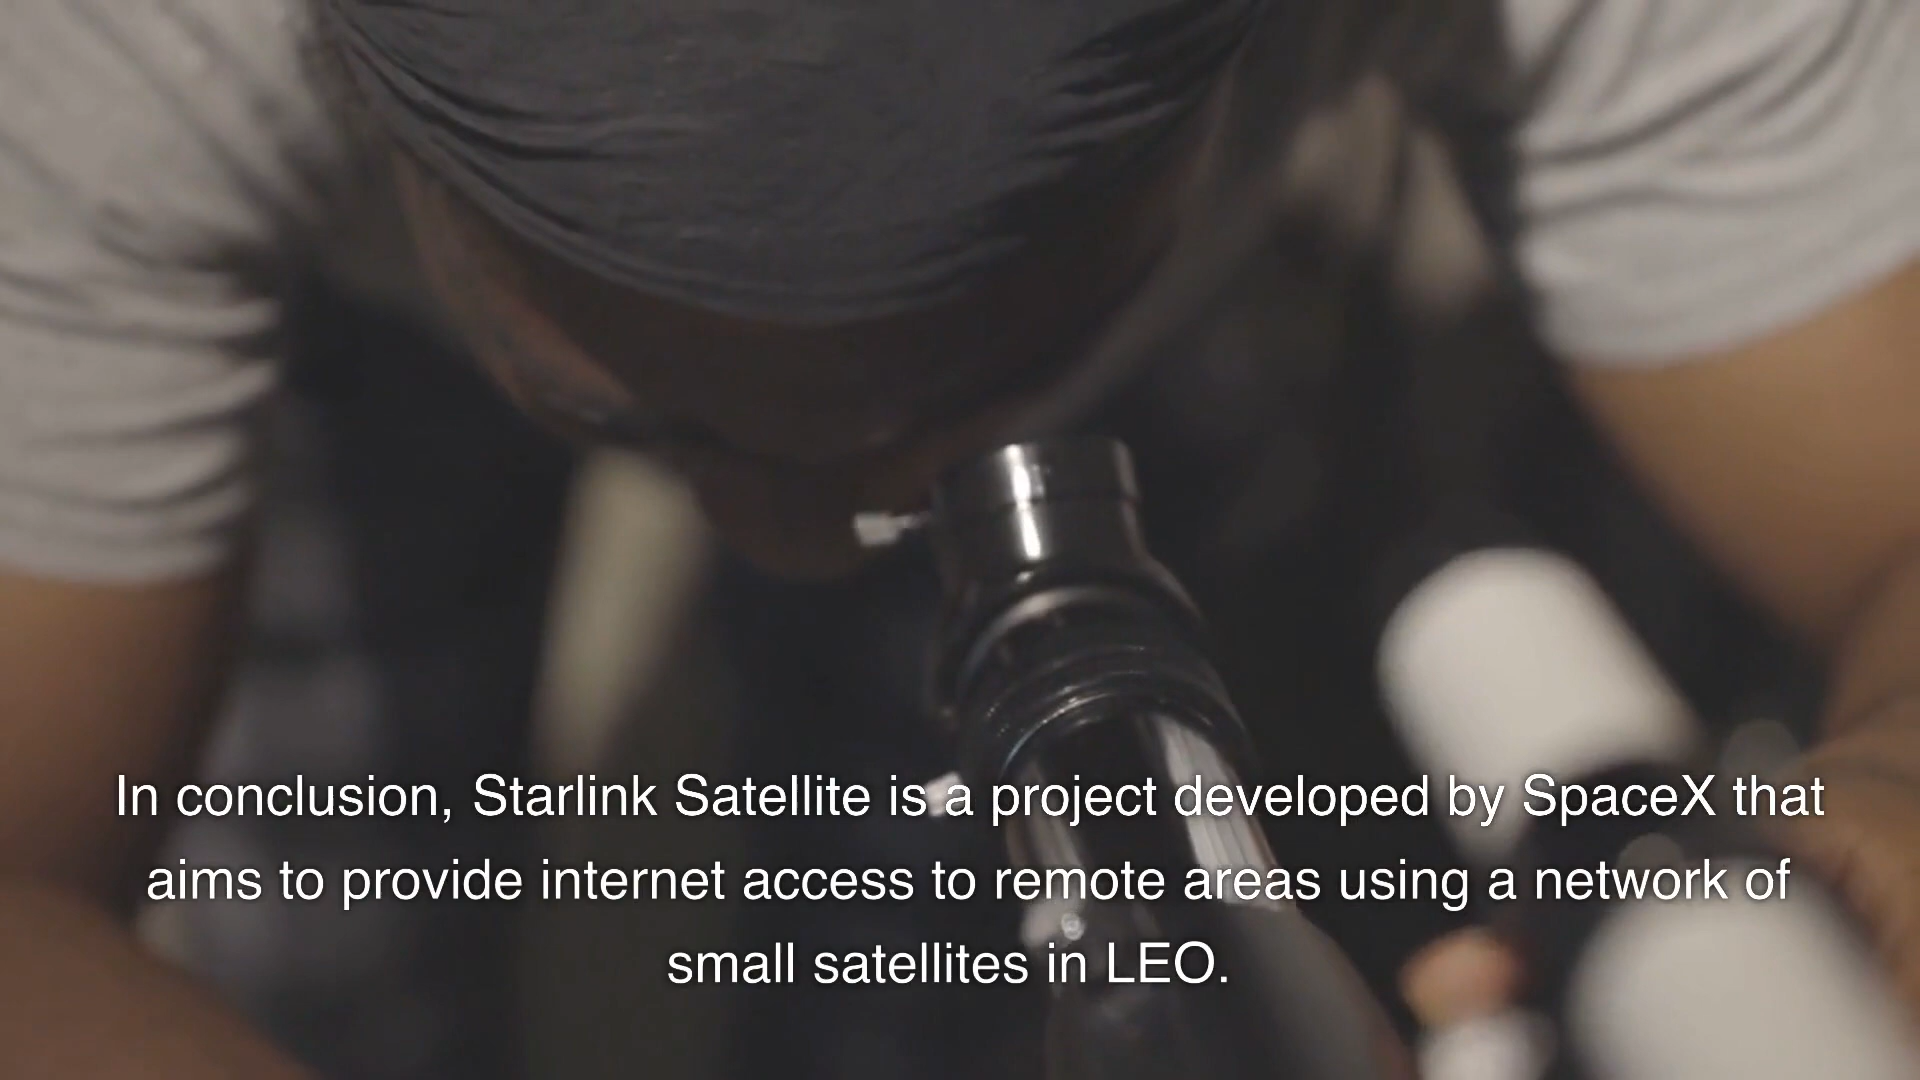 In conclusion, Starlink Satellite is a project developed by SpaceX that
aims to provide internet access to remote areas using a network of
small satellites in LEO.